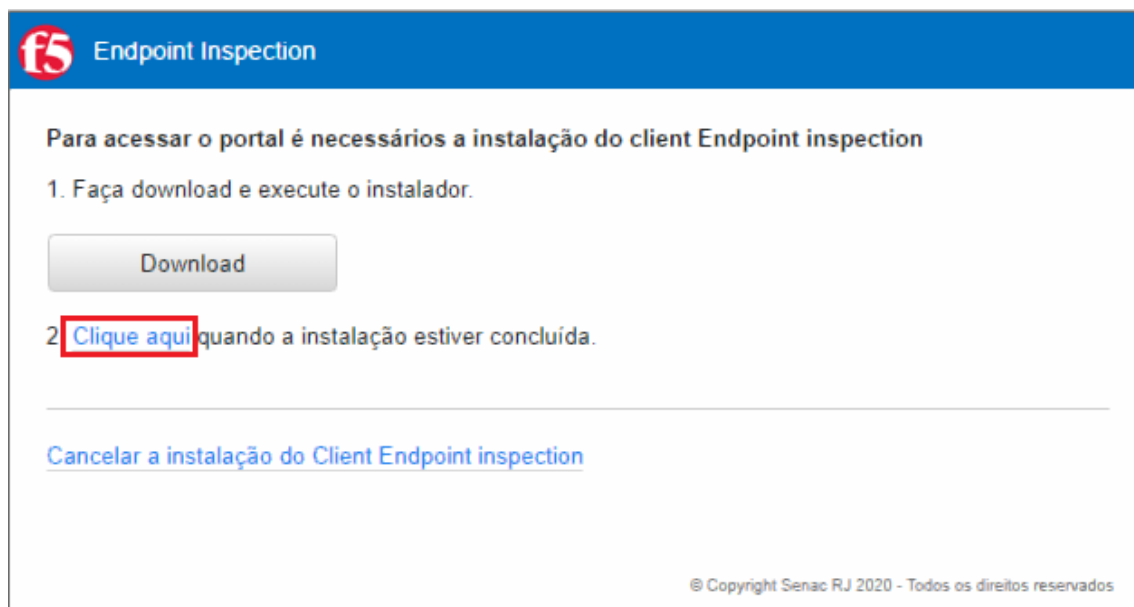 f5 Endpoint Inspection
Para acessar o portal é necessários a instalação do client Endpoint inspection
1. Faça download e execute o instalador.
Download
2 Clique aqui quando a instalação estiver concluída.
Cancelar a instalação do Client Endpoint inspection
© Copyright Senac RJ 2020 - Todos os direitos reservados